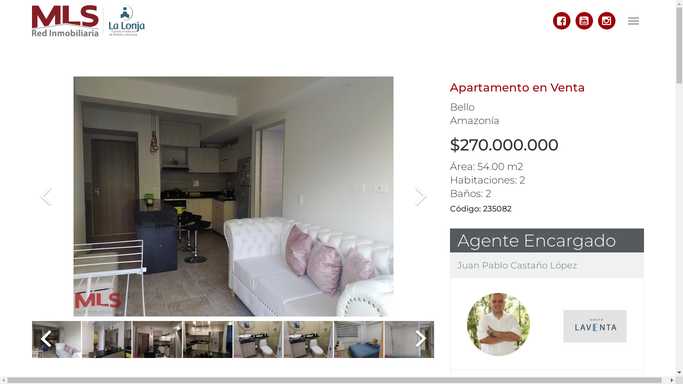 MLS
Red Inmobiliaria
La Lonja
Apartamento en Venta
Bello
Amazonía
$270.000.000
Área: 54.00 m2
Habitaciones: 2
Baños: 2
Código: 235082
MLS
Agente Encargado
Juan Pablo Castaño López
LAVENTA